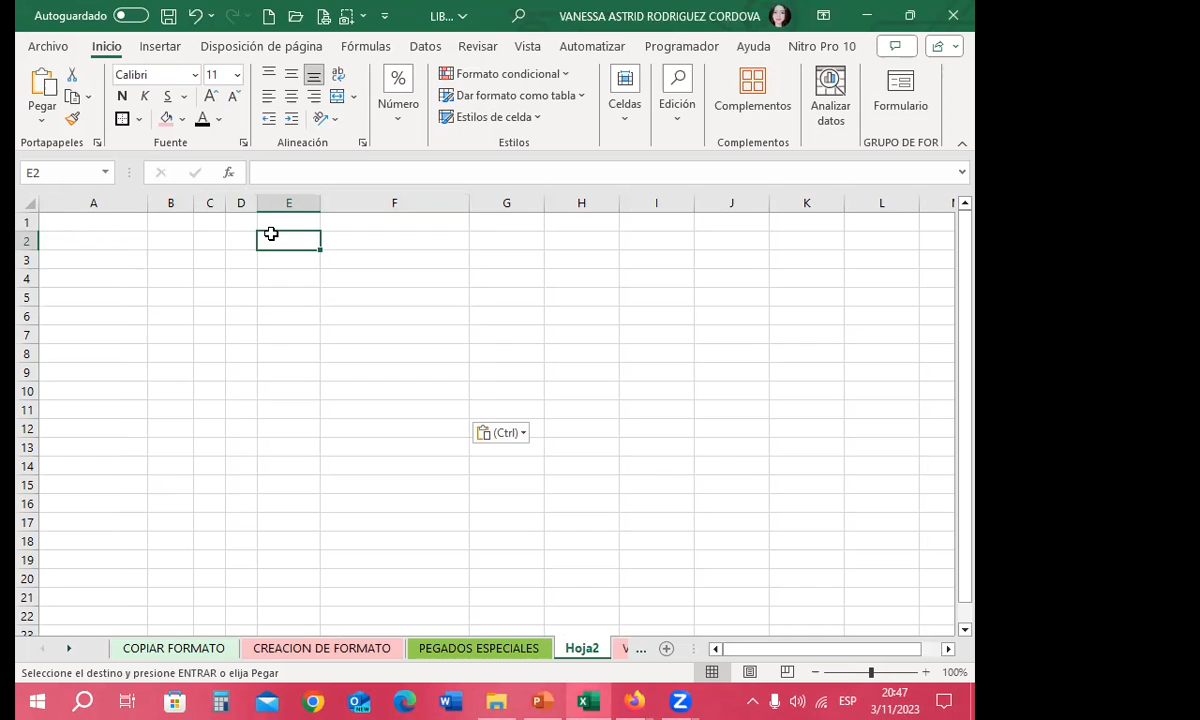 Autoguardado
LIB...
VANESSA ASTRID RODRIGUEZ CORDOVA
Archivo Inicio Insertar Disposición de página Fórmulas Datos Revisar Vista Automatizar Programador Ayuda Nitro Pro 10
Pegar
Portapapeles
Calibri 11
N K S A A
A
Fuente
ab
Alineación
%
Número
Formato condicional
Dar formato como tabla
Estilos de celda
Estilos
Celdas
Edición
Complementos
Complementos
Analizar
datos
Formulario
GRUPO DE FOR
E2
fx
A B C D E F G H I J K L
1
2
3
4
5
6
7
8
9
10
11
12
13
14
15
16
17
18
19
20
21
22
23
(Ctrl)
COPIAR FORMATO CREACION DE FORMATO PEGADOS ESPECIALES Hoja2 ...
Seleccione el destino y presione ENTRAR o elija Pegar
100%
ESP
20:47
3/11/2023